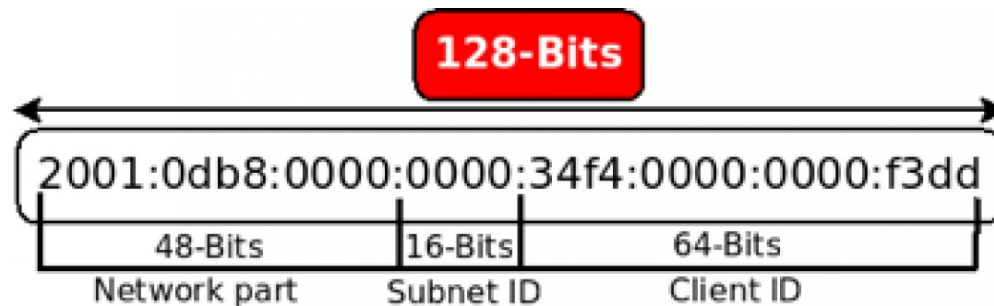 128-Bits
2001:0db8:0000:0000:34f4:0000:0000:f3dd
48-Bits 16-Bits 64-Bits
Network part Subnet ID Client ID